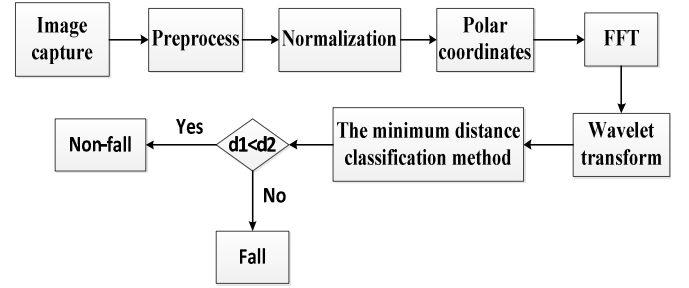 Image
capture
Preprocess
Normalization
Polar
coordinates
FFT
Wavelet
transform
The minimum distance
classification method
d1<d2
Yes
Non-fall
No
Fall